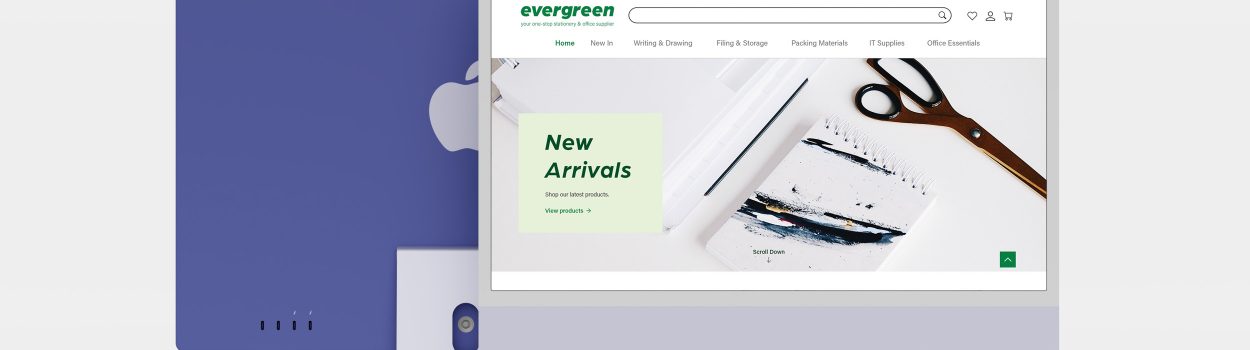 evergreen
your one-stop stationery & office supplier
Home New In Writing & Drawing Filing & Storage Packing Materials IT Supplies Office Essentials
New
Arrivals
Shop our latest products.
View products →
Scroll Down